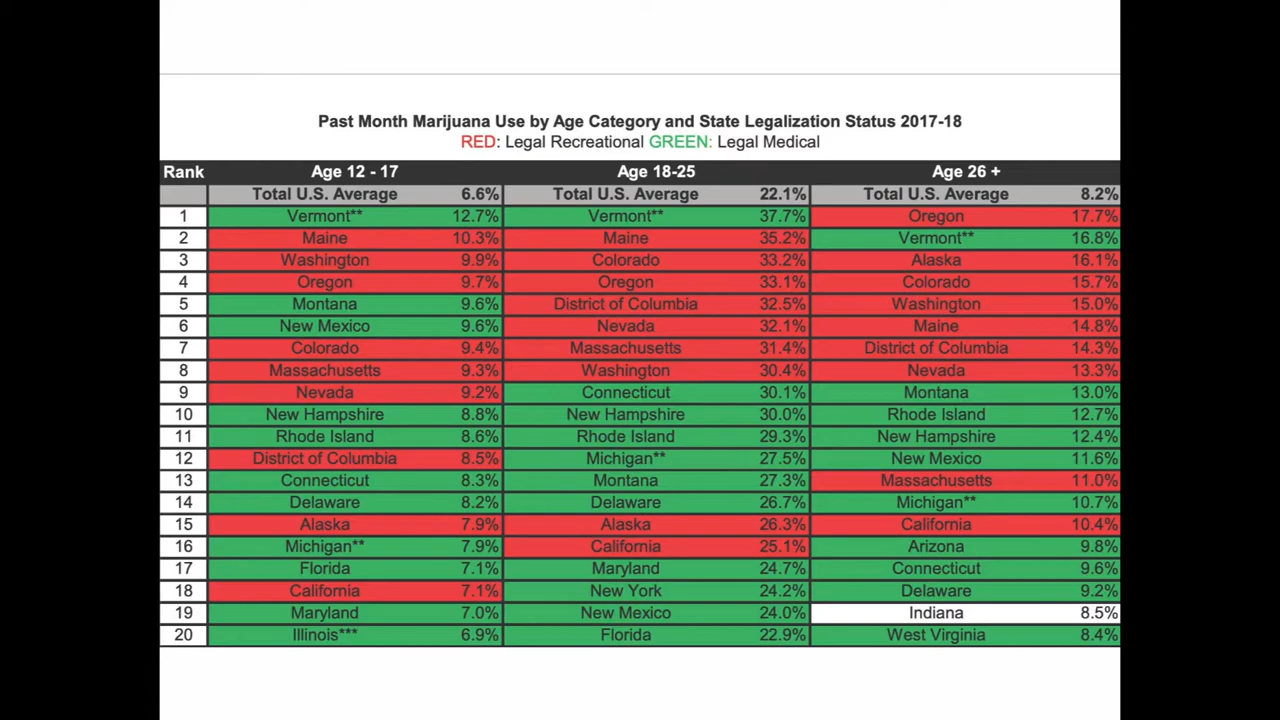 Past Month Marijuana Use by Age Category and State Legalization Status 2017-18
RED: Legal Recreational GREEN: Legal Medical
Rank Age 12 - 17 Age 18-25 Age 26 +
Total U.S. Average 6.6% Total U.S. Average 22.1% Total U.S. Average 8.2%
1 Vermont** 12.7% Vermont** 37.7% Oregon 17.7%
2 Maine 10.3% Maine 35.2% Vermont** 16.8%
3 Washington 9.9% Colorado 33.2% Alaska 16.1%
4 Oregon 9.7% Oregon 33.1% Colorado 15.7%
5 Montana 9.6% District of Columbia 32.5% Washington 15.0%
6 New Mexico 9.6% Nevada 32.1% Maine 14.8%
7 Colorado 9.4% Massachusetts 31.4% District of Columbia 14.3%
8 Massachusetts 9.3% Washington 30.4% Nevada 13.3%
9 Nevada 9.2% Connecticut 30.1% Montana 13.0%
10 New Hampshire 8.8% New Hampshire 30.0% Rhode Island 12.7%
11 Rhode Island 8.6% Rhode Island 29.3% New Hampshire 12.4%
12 District of Columbia 8.5% Michigan** 27.5% New Mexico 11.6%
13 Connecticut 8.3% Montana 27.3% Massachusetts 11.0%
14 Delaware 8.2% Delaware 26.7% Michigan** 10.7%
15 Alaska 7.9% Alaska 26.3% California 10.4%
16 Michigan** 7.9% California 25.1% Arizona 9.8%
17 Florida 7.1% Maryland 24.7% Connecticut 9.6%
18 California 7.1% New York 24.2% Delaware 9.2%
19 Maryland 7.0% New Mexico 24.0% Indiana 8.5%
20 Illinois*** 6.9% Florida 22.9% West Virginia 8.4%